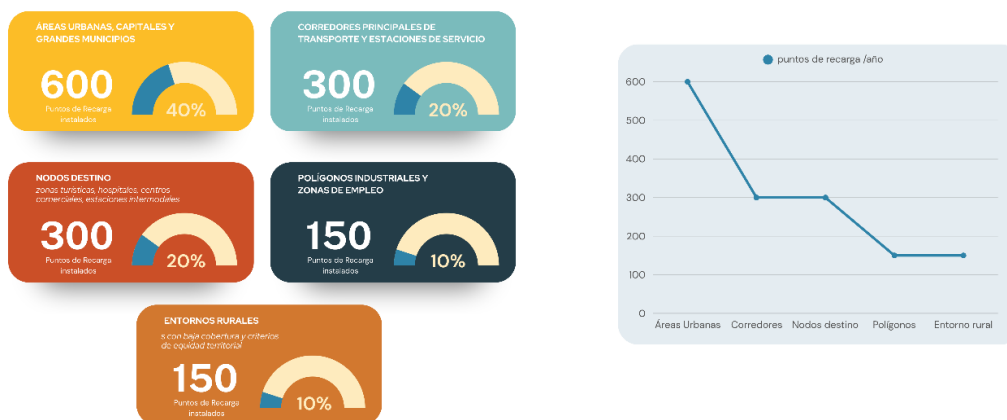 ÁREAS URBANAS, CAPITALES Y
GRANDES MUNICIPIOS
600
Puntos de Recarga
instalados
40%
CORREDORES PRINCIPALES DE
TRANSPORTE Y ESTACIONES DE SERVICIO
300
Puntos de Recarga
instalados
20%
NODOS DESTINO
zonas turísticas, hospitales, centros
comerciales, estaciones intermodales
300
Puntos de Recarga
instalados
20%
POLÍGONOS INDUSTRIALES Y
ZONAS DE EMPLEO
150
Puntos de Recarga
instalados
10%
ENTORNOS RURALES
s con baja cobertura y criterios
de equidad territorial
150
Puntos de Recarga
instalados
10%
puntos de recarga /año
600
500
400
300
200
100
0
Áreas Urbanas Corredores Nodos destino Polígonos Entorno rural